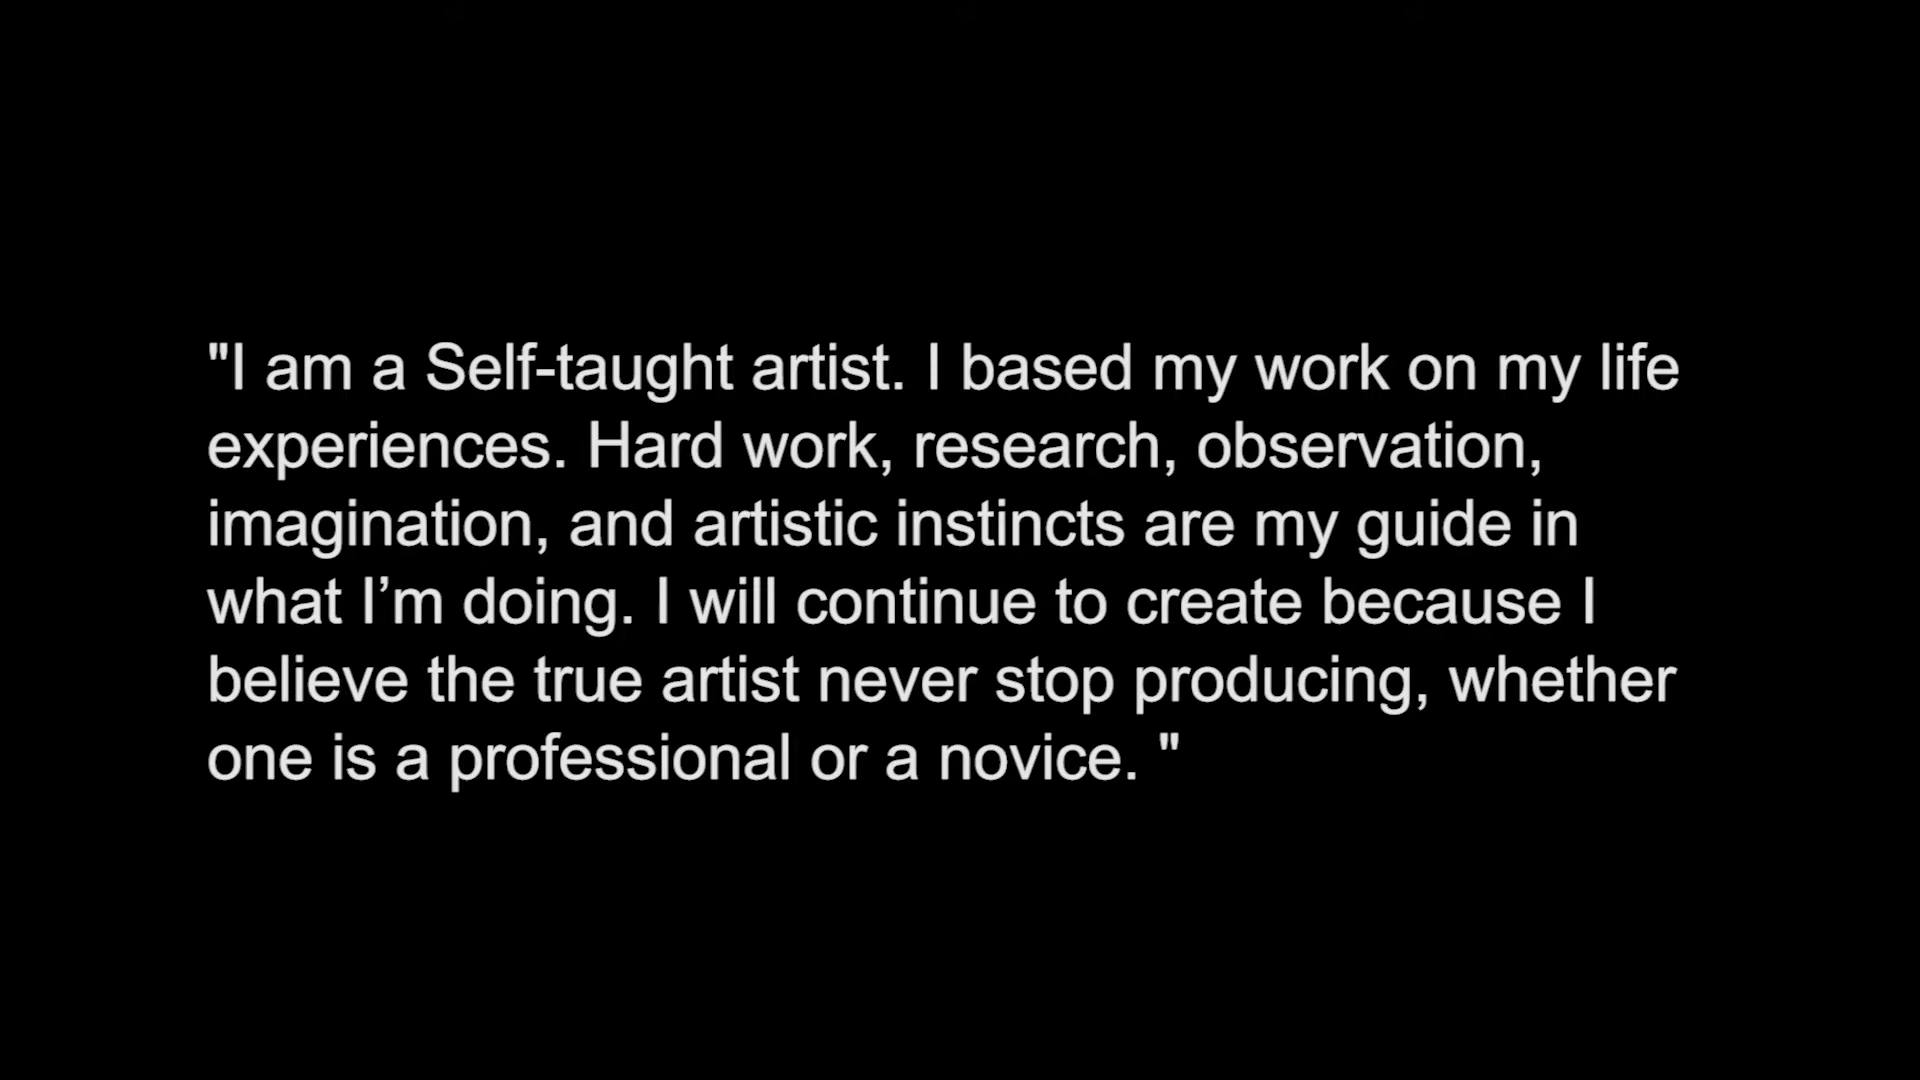 "I am a Self-taught artist. I based my work on my life
experiences. Hard work, research, observation,
imagination, and artistic instincts are my guide in
what I’m doing. I will continue to create because I
believe the true artist never stop producing, whether
one is a professional or a novice. "